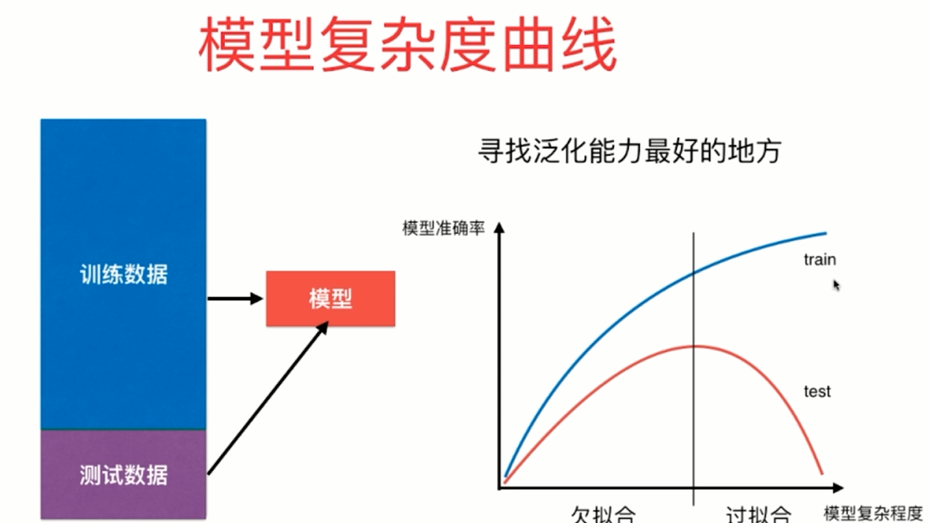 模型复杂度曲线
训练数据
测试数据
模型
寻找泛化能力最好的地方
模型准确率
train
test
欠拟合
过拟合
模型复杂程度